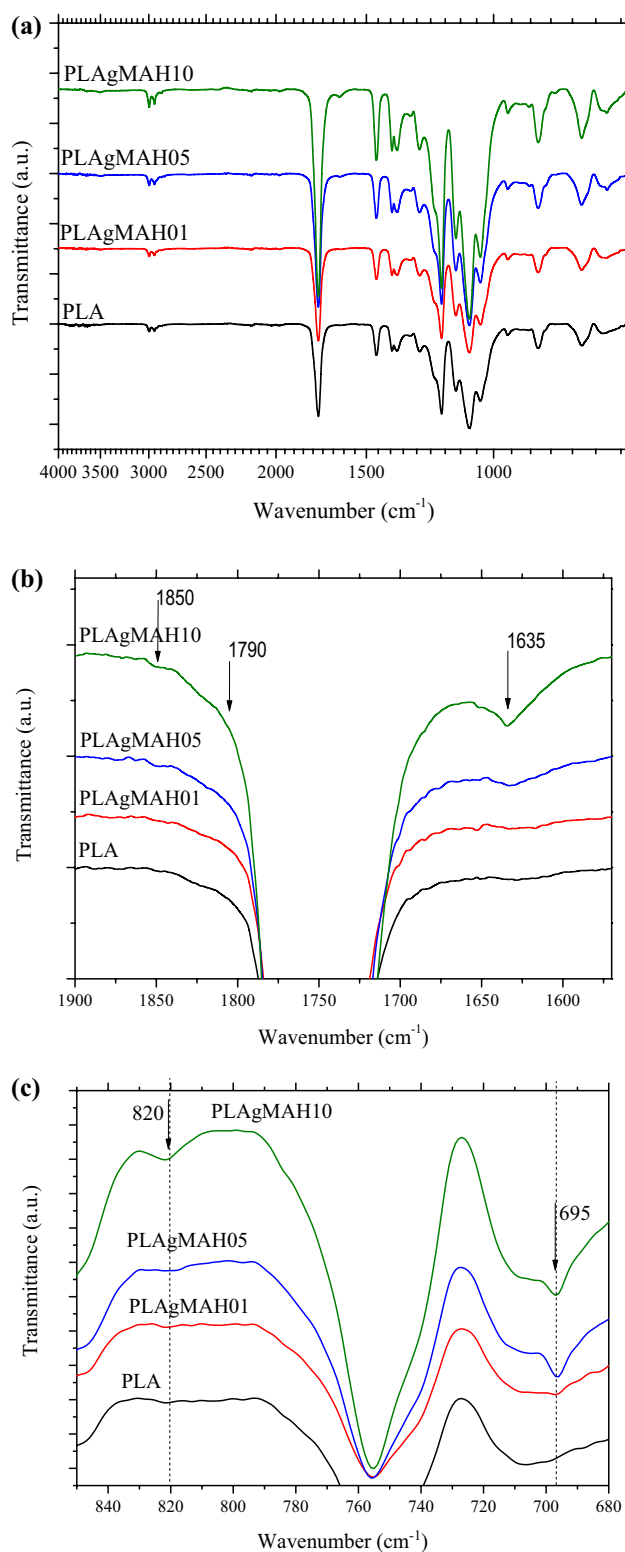 (a)
PLAgMAH10
PLAgMAH05
PLAgMAH01
PLA
Transmittance (a.u.)
4000 3500 3000 2500 2000 1500 1000
Wavenumber (cm⁻¹)
(b)
1850
PLAgMAH10
1790
1635
PLAgMAH05
PLAgMAH01
PLA
Transmittance (a.u.)
1900 1850 1800 1750 1700 1650 1600
Wavenumber (cm⁻¹)
(c)
820
PLAgMAH10
PLAgMAH05
695
PLAgMAH01
PLA
Transmittance (a.u.)
840 820 800 780 760 740 720 700 680
Wavenumber (cm⁻¹)